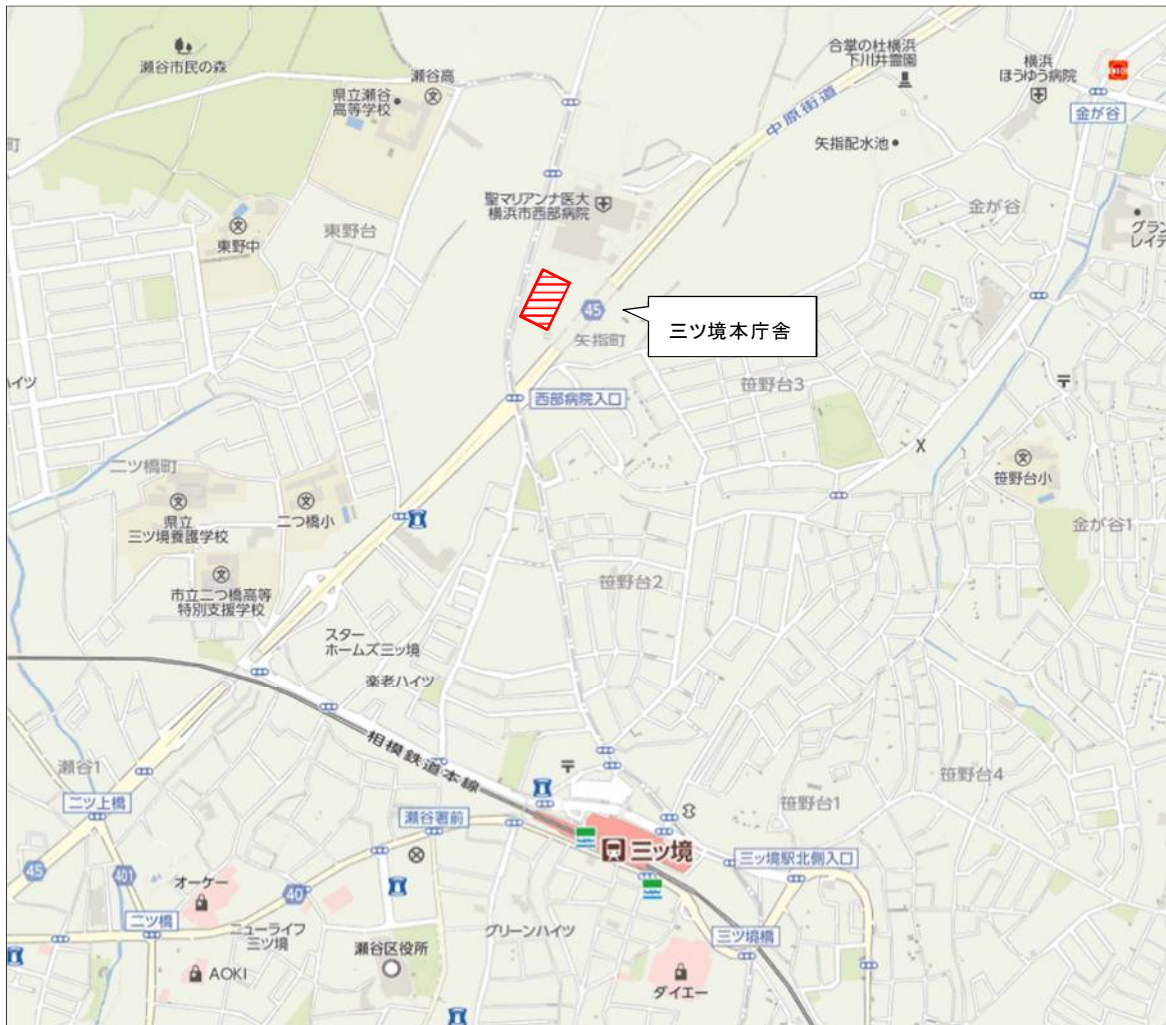 合掌の杜横浜
下川井霊園
横浜
ほうゆう病院
瀬谷市民の森
瀬谷高
県立瀬谷
高等学校
中原街道
金が谷
町
矢指配水池
聖マリアンナ医大
横浜市西部病院
金が谷
東野中
東野台
グラン
レイデ
45
三ツ境本庁舎
矢指町
ハイツ
西部病院入口
笹野台3
二ツ橋町
笹野台小
県立
三ツ境養護学校
二つ橋小
金が谷1
市立二つ橋高等
特別支援学校
笹野台2
スター
ホームズ三ッ境
楽老ハイツ
相模鉄道本線
瀬谷1
笹野台4
二ツ上橋
瀬谷署前
笹野台1
三ツ境
三ツ境駅北側入口
45
401
オーケー
40
二ツ橋
ニューライフ
三ツ境
グリーンハイツ
三ツ境橋
瀬谷区役所
AOKI
ダイエー